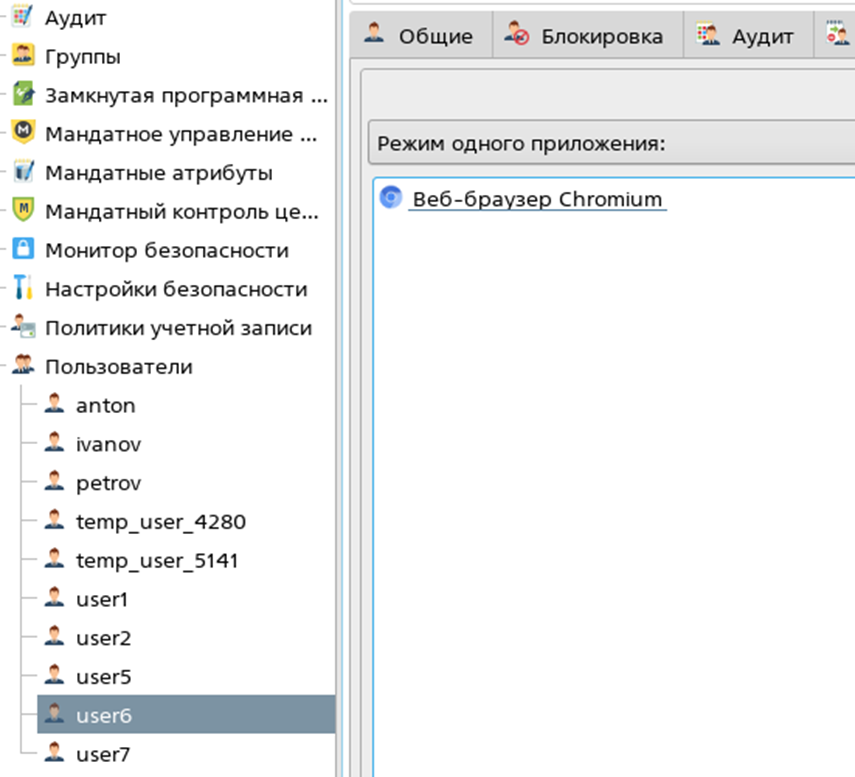 Аудит
Группы
Замкнутая программная ...
Мандатное управление ...
Мандатные атрибуты
Мандатный контроль це...
Монитор безопасности
Настройки безопасности
Политики учетной записи
Пользователи
anton
ivanov
petrov
temp_user_4280
temp_user_5141
user1
user2
user5
user6
user7
Общие
Блокировка
Аудит
Режим одного приложения:
Веб-браузер Chromium